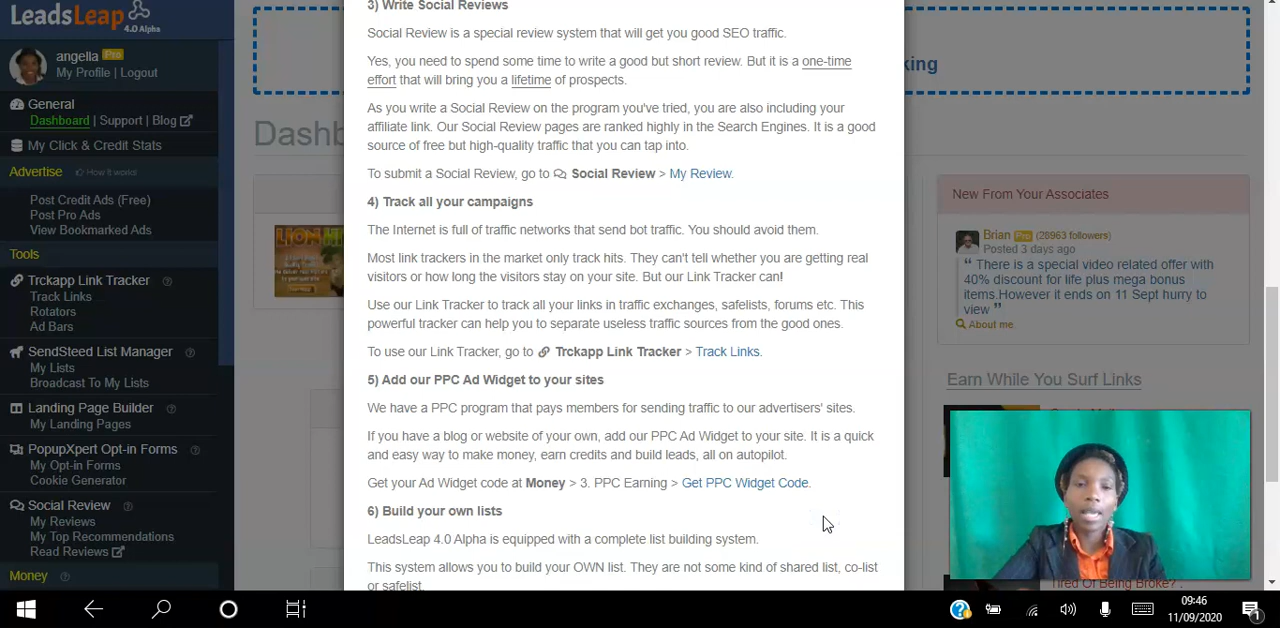 LeadsLeap
4.0 Alpha
angella Pro
My Profile | Logout
General
Dashboard | Support | Blog
My Click & Credit Stats
Advertise How it works!
Post Credit Ads (Free)
Post Pro Ads
View Bookmarked Ads
Tools
Trckapp Link Tracker
Track Links
Rotators
Ad Bars
SendSteed List Manager
My Lists
Broadcast To My Lists
Landing Page Builder
My Landing Pages
PopupXpert Opt-in Forms
My Opt-in Forms
Cookie Generator
Social Review
My Reviews
My Top Recommendations
Read Reviews
Money
Dashb
LION H
3) Write Social Reviews
Social Review is a special review system that will get you good SEO traffic.
Yes, you need to spend some time to write a good but short review. But it is a one-time
effort that will bring you a lifetime of prospects.
As you write a Social Review on the program you've tried, you are also including your
affiliate link. Our Social Review pages are ranked highly in the Search Engines. It is a good
source of free but high-quality traffic that you can tap into.
To submit a Social Review, go to Social Review > My Review.
4) Track all your campaigns
The Internet is full of traffic networks that send bot traffic. You should avoid them.
Most link trackers in the market only track hits. They can't tell whether you are getting real
visitors or how long the visitors stay on your site. But our Link Tracker can!
Use our Link Tracker to track all your links in traffic exchanges, safelists, forums etc. This
powerful tracker can help you to separate useless traffic sources from the good ones.
To use our Link Tracker, go to Trckapp Link Tracker > Track Links.
5) Add our PPC Ad Widget to your sites
We have a PPC program that pays members for sending traffic to our advertisers' sites.
If you have a blog or website of your own, add our PPC Ad Widget to your site. It is a quick
and easy way to make money, earn credits and build leads, all on autopilot.
Get your Ad Widget code at Money > 3. PPC Earning > Get PPC Widget Code.
6) Build your own lists
LeadsLeap 4.0 Alpha is equipped with a complete list building system.
This system allows you to build your OWN list. They are not some kind of shared list, co-list
or safelist.
king
New From Your Associates
Brian Pro (28963 followers)
Posted 3 days ago
“ There is a special video related offer with
40% discount for life plus mega bonus
items.However it ends on 11 Sept hurry to
view ”
About me.
Earn While You Surf Links
Tired Of Being Broke?
09:46
11/09/2020
1